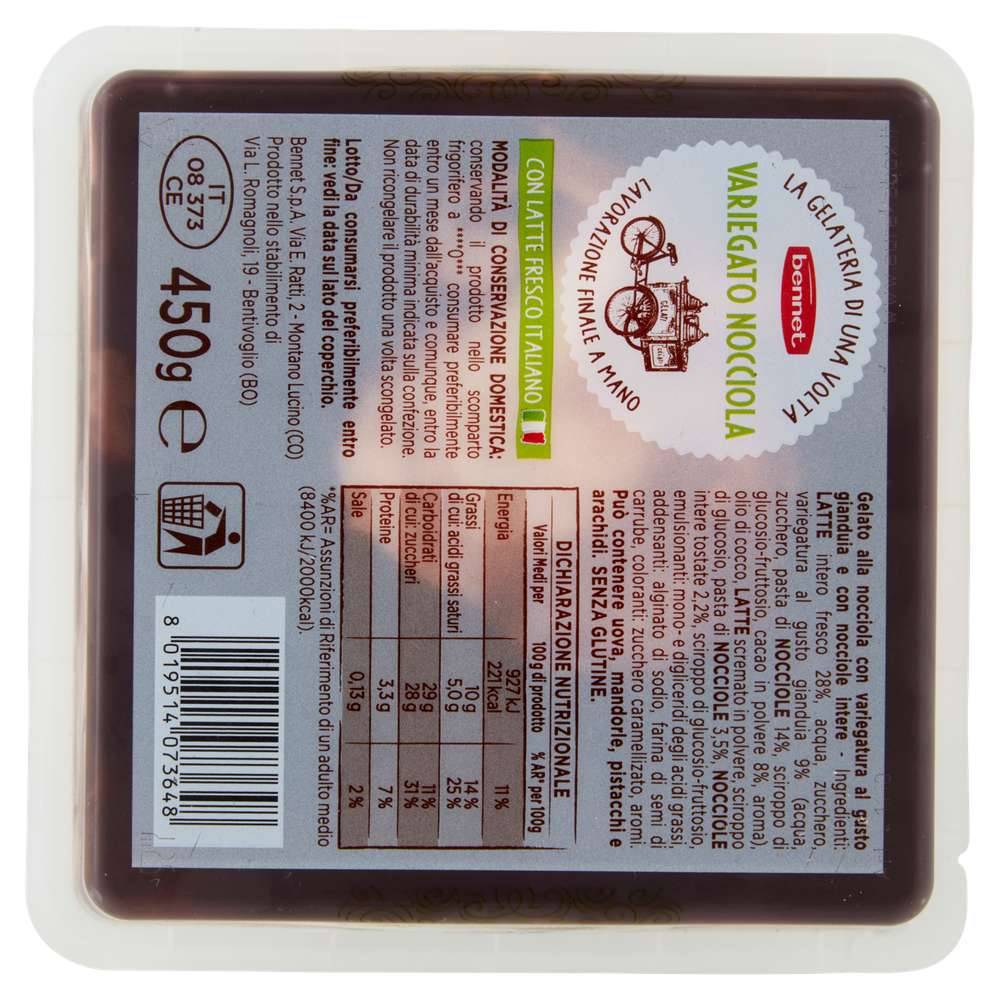 LA GELATERIA DI UNA VOLTA
bennet
VARIEGATO NOCCIOLA
GELATI
LAVORAZIONE FINALE A MANO
CON LATTE FRESCO ITALIANO
MODALITÀ DI CONSERVAZIONE DOMESTICA:
conservando il prodotto nello scomparto
frigorifero a ****0*** consumare preferibilmente
entro un mese dall'acquisto e comunque, entro la
data di durabilità minima indicata sulla confezione.
Non ricongelare il prodotto una volta scongelato.
Lotto/Da consumarsi preferibilmente entro
fine: vedi la data sul lato del coperchio.
Bennet S.p.A. Via E. Ratti, 2 - Montano Lucino (CO)
Prodotto nello stabilimento di
Via L. Romagnoli, 19 - Bentivoglio (BO)
IT
08 373
CE
450g e
Gelato alla nocciola con variegatura al gusto
gianduia e con nocciole intere - Ingredienti:
LATTE intero fresco 28%, acqua, zucchero,
variegatura al gusto gianduia 9% (acqua,
zucchero, pasta di NOCCIOLE 14%, sciroppo di
glucosio-fruttosio, cacao in polvere 8%, aroma),
olio di cocco, LATTE scremato in polvere, sciroppo
di glucosio, pasta di NOCCIOLE 3,5%, NOCCIOLE
intere tostate 2,2%, sciroppo di glucosio-fruttosio,
emulsionanti: mono- e digliceridi degli acidi grassi,
addensanti: alginato di sodio, farina di semi di
carrube, coloranti: zucchero caramellizzato, aromi.
Può contenere uova, mandorle, pistacchi e
arachidi. SENZA GLUTINE.
DICHIARAZIONE NUTRIZIONALE
Valori Medi per 100g di prodotto % AR* per 100g
Energia 927 kJ
221 kcal 11%
Grassi 10 g 14%
di cui: acidi grassi saturi 5,0 g 25%
Carboidrati 29 g 11%
di cui: zuccheri 28 g 31%
Proteine 3,3 g 7%
Sale 0,13 g 2%
*%AR= Assunzioni di Riferimento di un adulto medio
(8400 kJ/2000kcal).
8 019514 073648